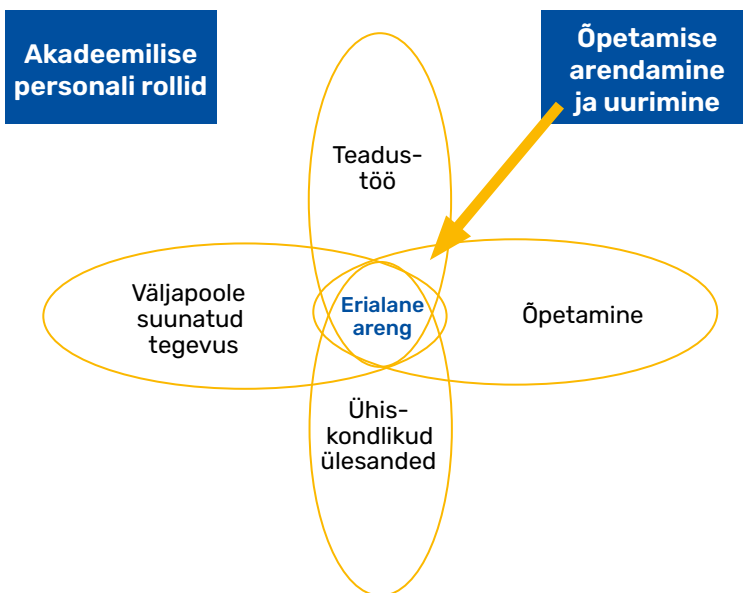 Akadeemilise
personali rollid
Õpetamise
arendamine
ja uurimine
Teadus-
töö
Väljapoole
suunatud
tegevus
Erialane
areng
Õpetamine
Ühis-
kondlikud
ülesanded